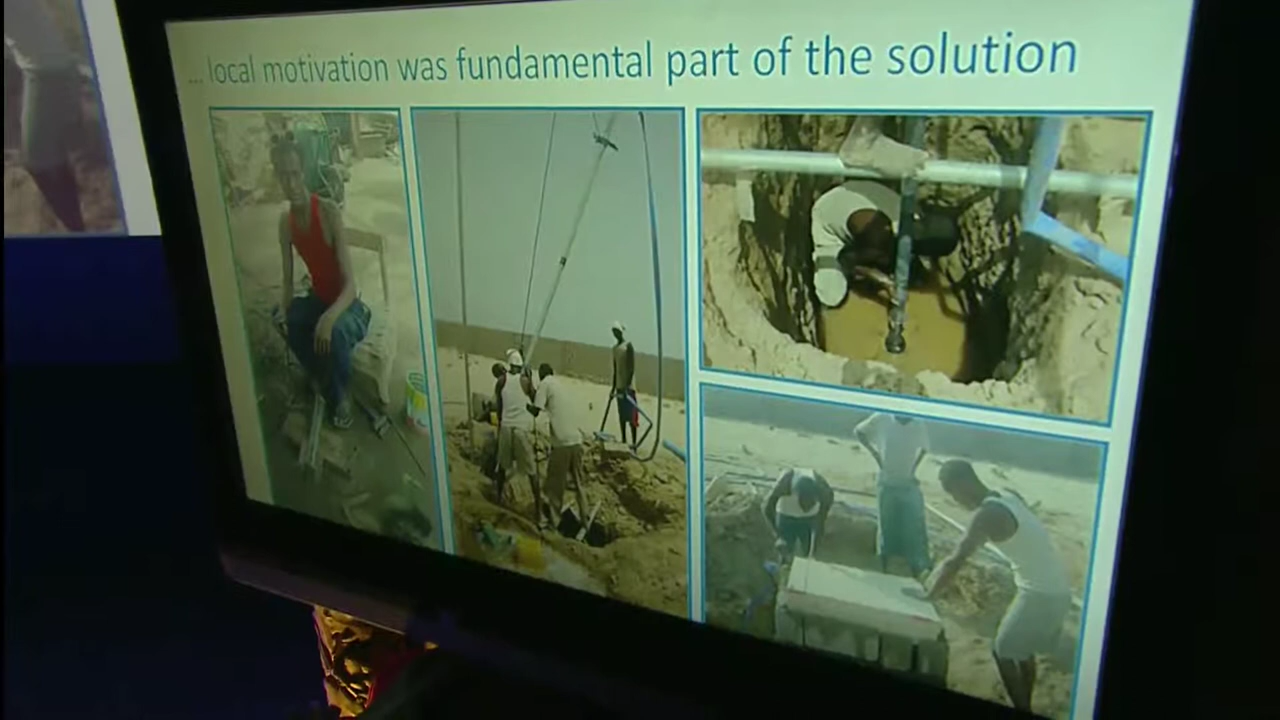 ... local motivation was fundamental part of the solution